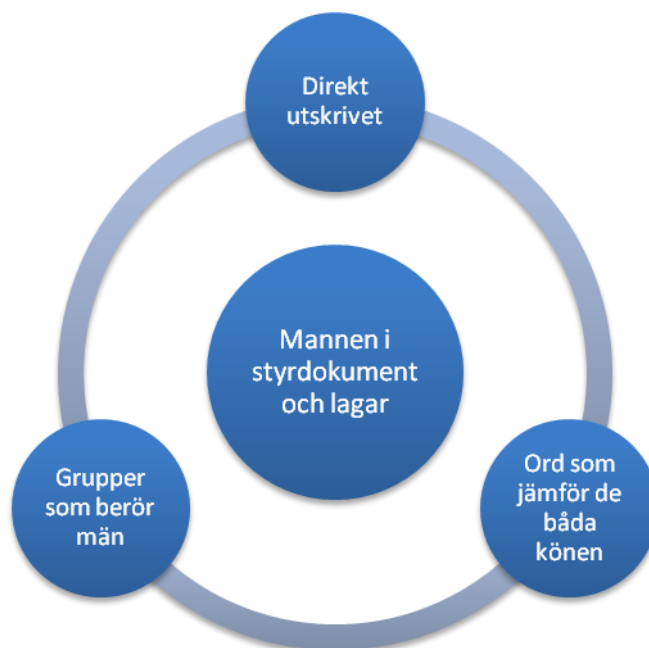 Direkt
utskrivet
Mannen i
styrdokument
och lagar
Grupper
som berör
män
Ord som
jämför de
båda
könen